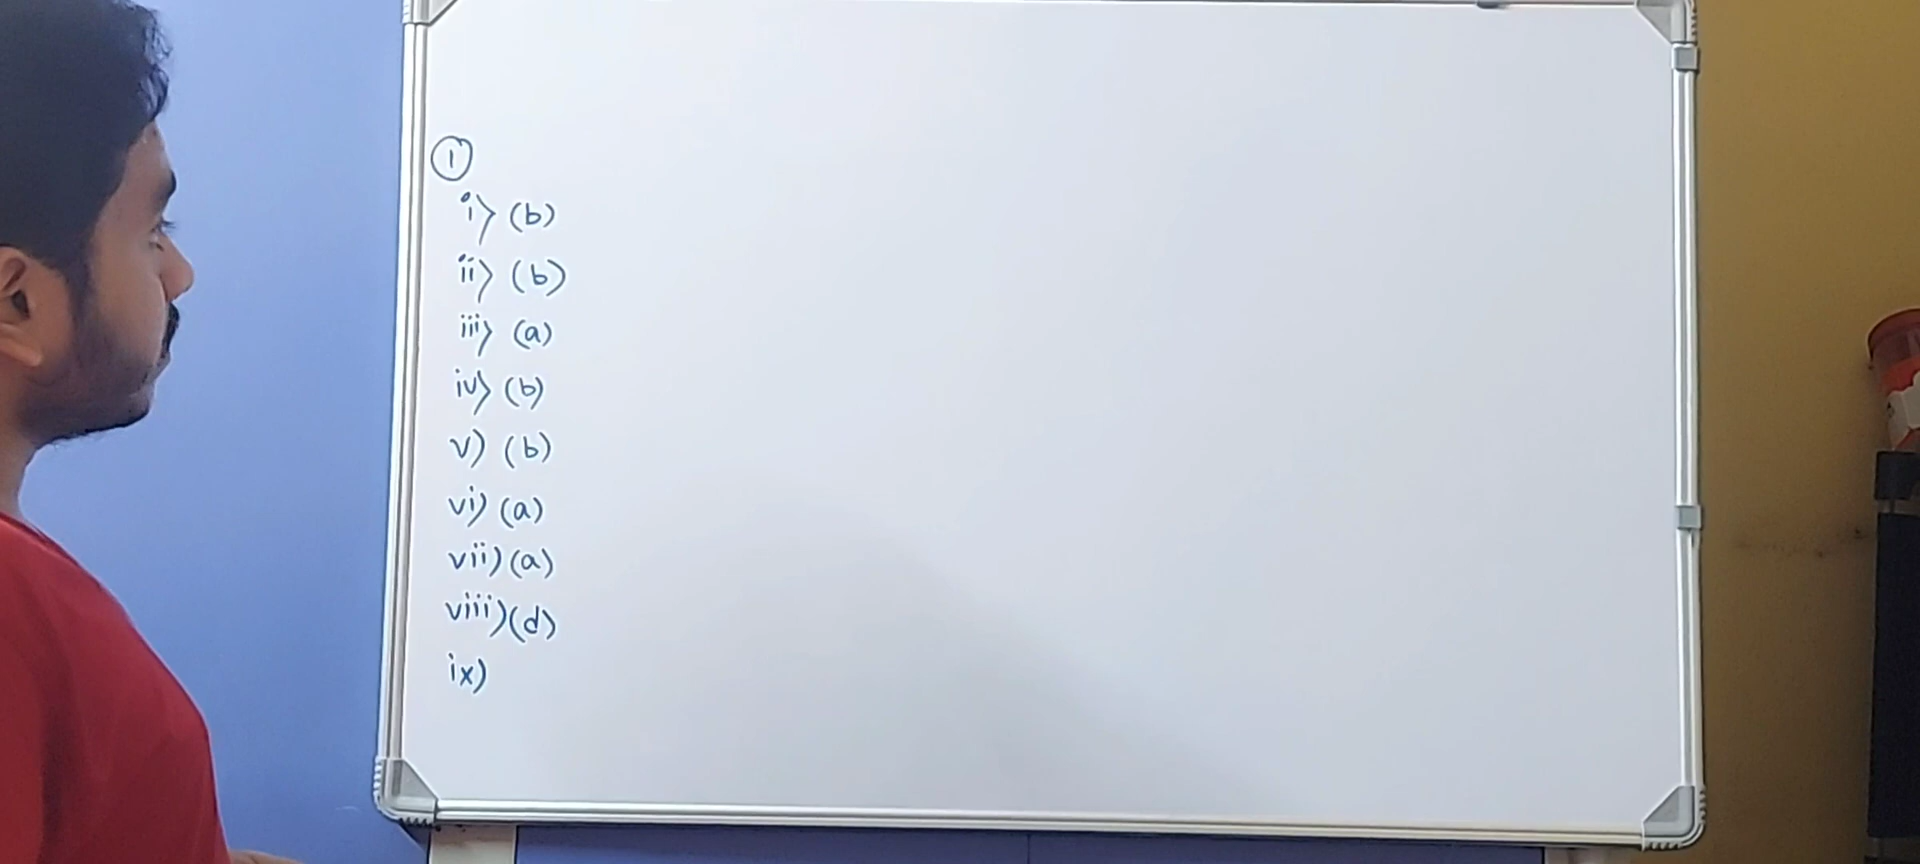 ①
i) (b)
ii) (b)
iii) (a)
iv) (b)
v) (b)
vi) (a)
vii) (a)
viii) (d)
ix)